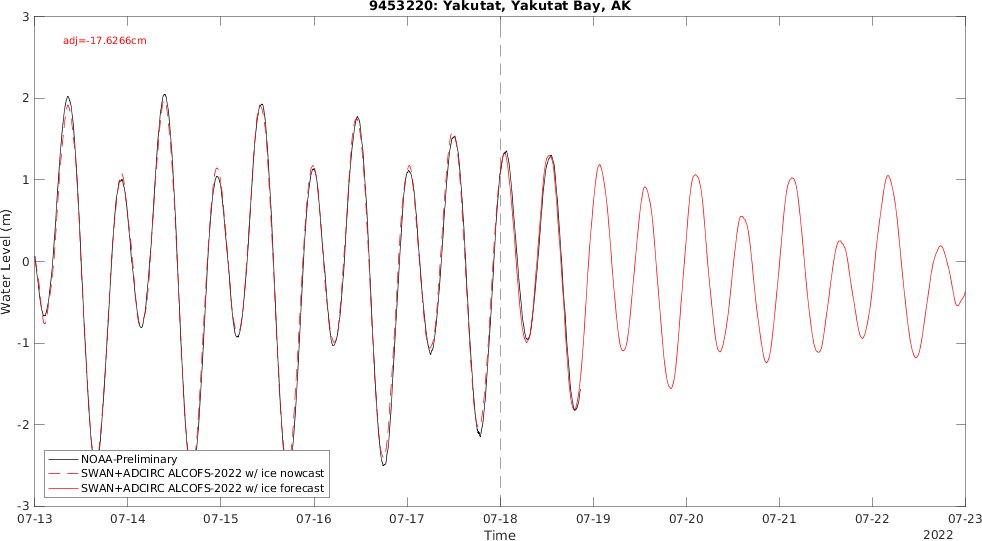 9453220: Yakutat, Yakutat Bay, AK
adj=-17.6266cm
3
2
1
0
-1
-2
-3
Water Level (m)
NOAA-Preliminary
SWAN+ADCIRC ALCOFS-2022 w/ ice nowcast
SWAN+ADCIRC ALCOFS-2022 w/ ice forecast
07-13 07-14 07-15 07-16 07-17 07-18 07-19 07-20 07-21 07-22 07-23
Time
2022